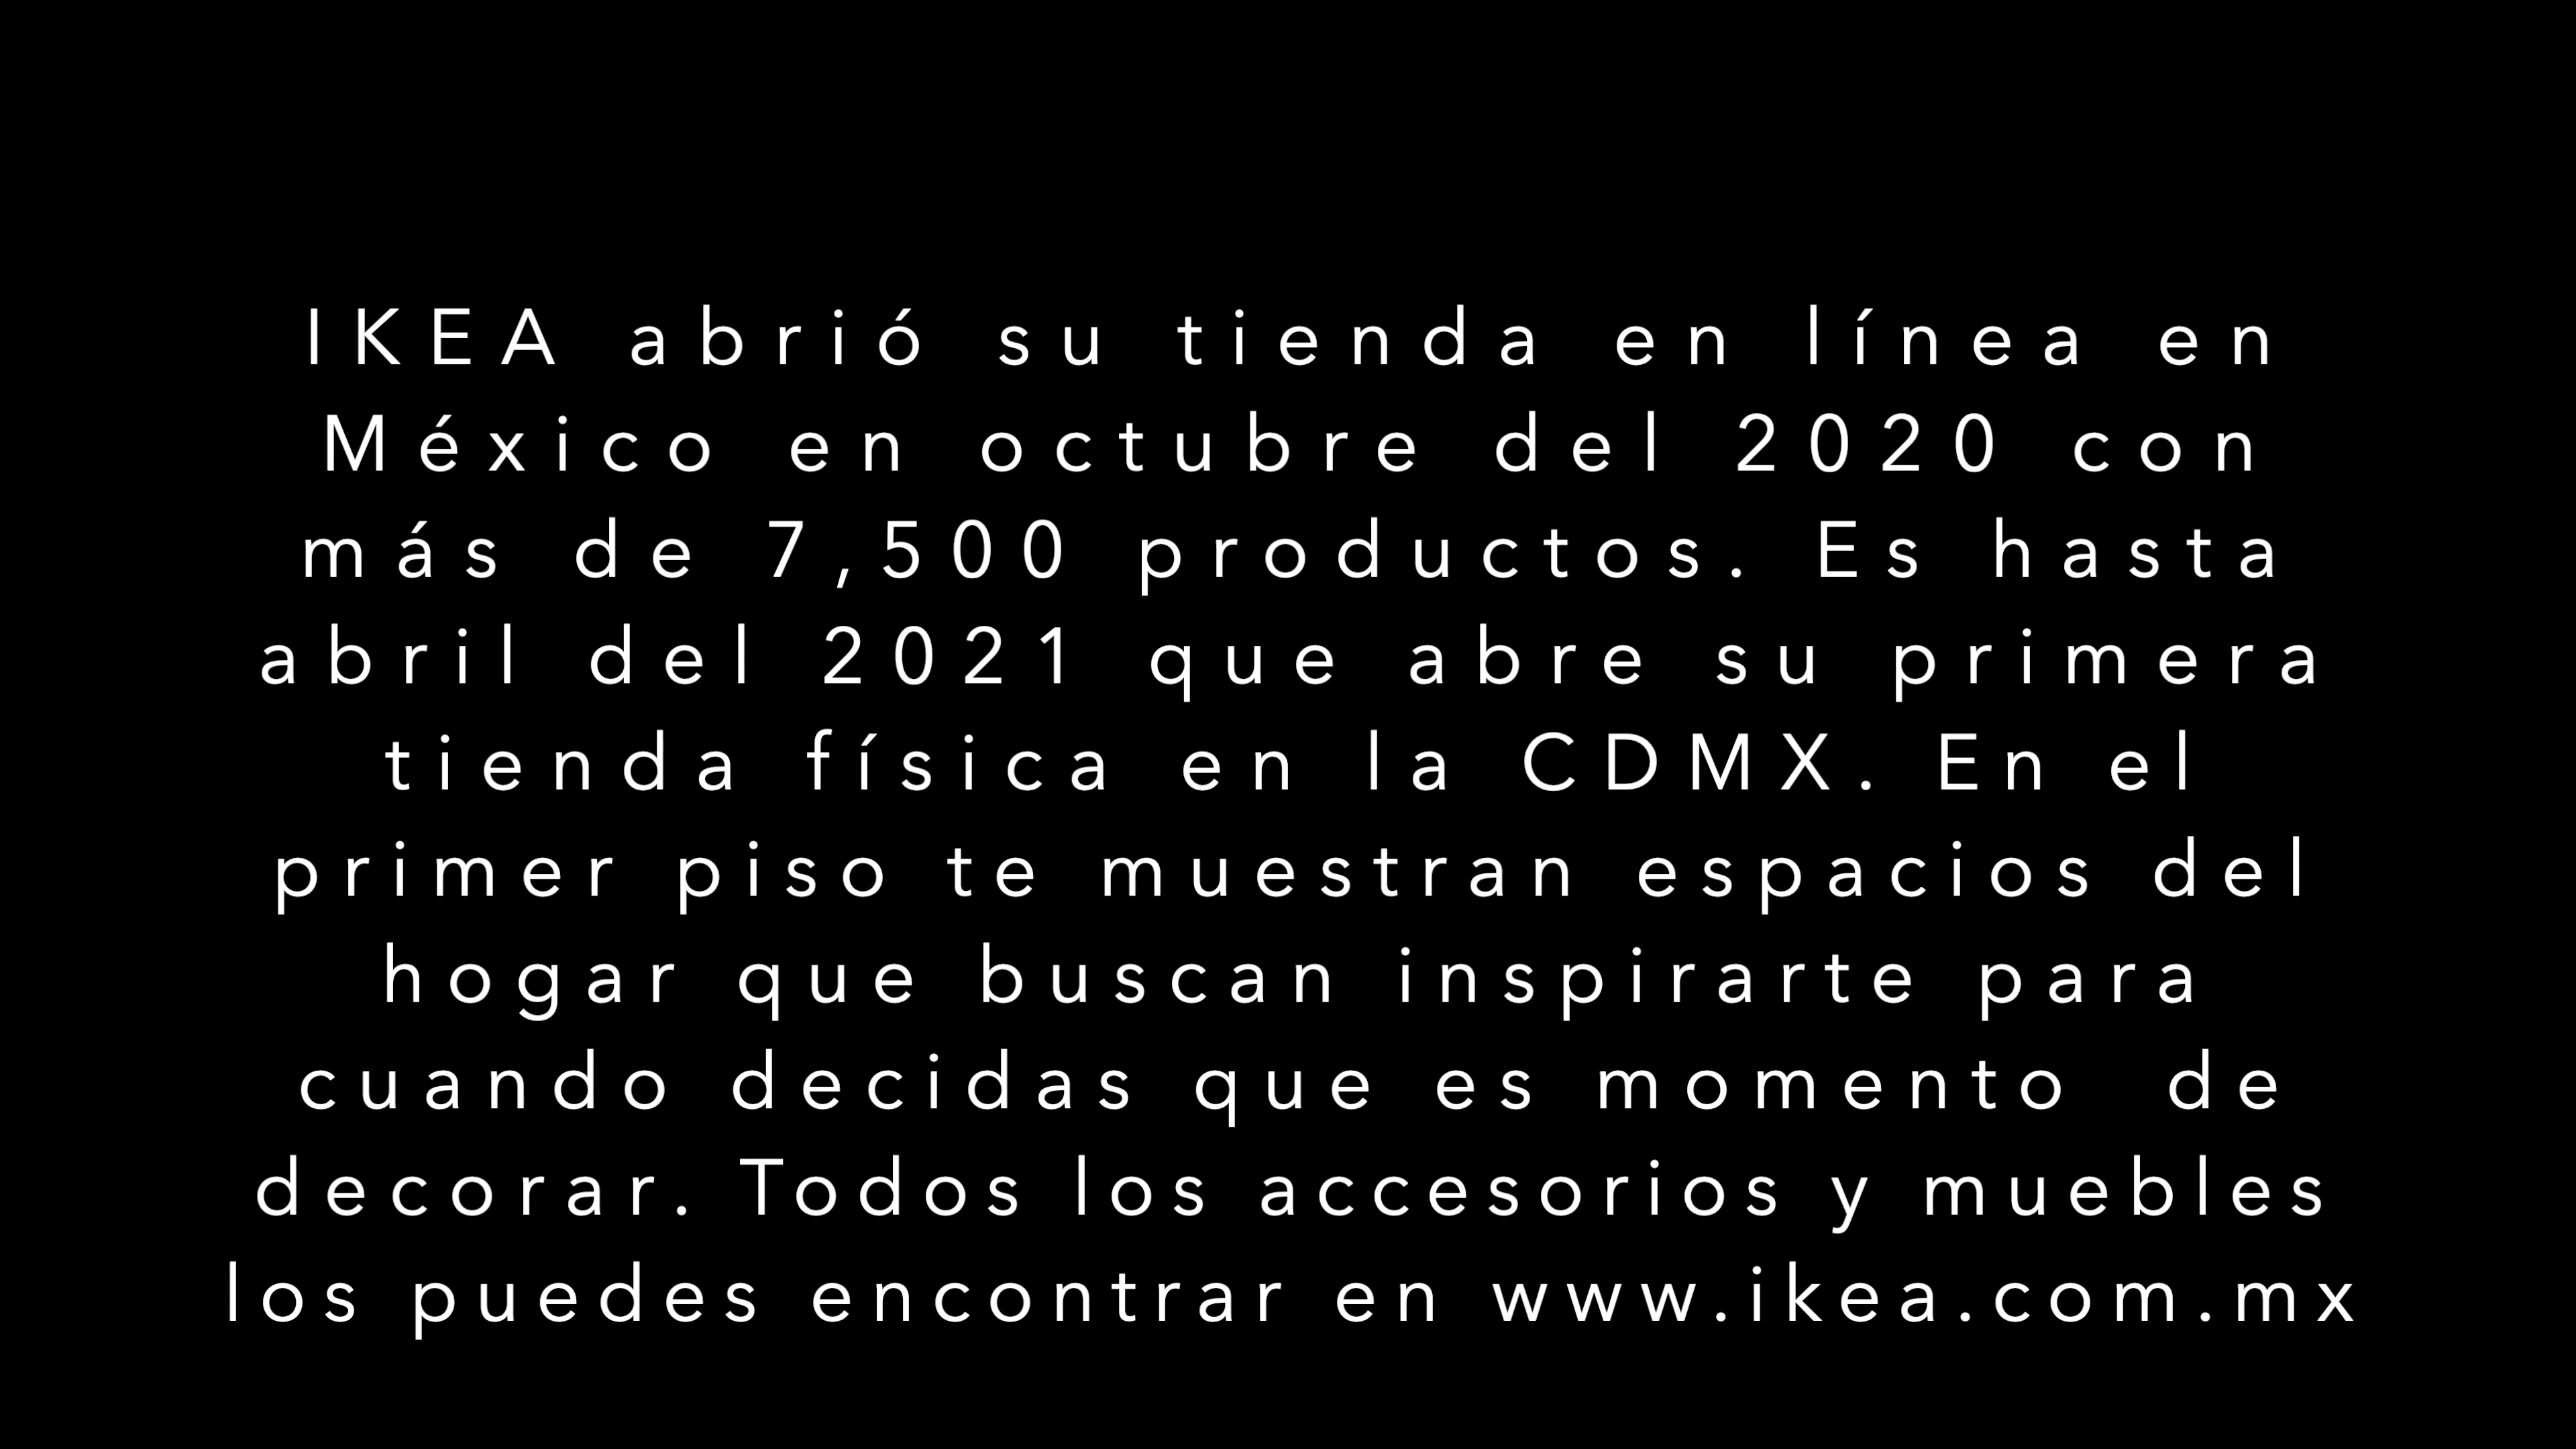 IKEA abrió su tienda en línea en
México en octubre del 2020 con
más de 7,500 productos. Es hasta
abril del 2021 que abre su primera
tienda física en la CDMX. En el
primer piso te muestran espacios del
hogar que buscan inspirarte para
cuando decidas que es momento de
decorar. Todos los accesorios y muebles
los puedes encontrar en www.ikea.com.mx